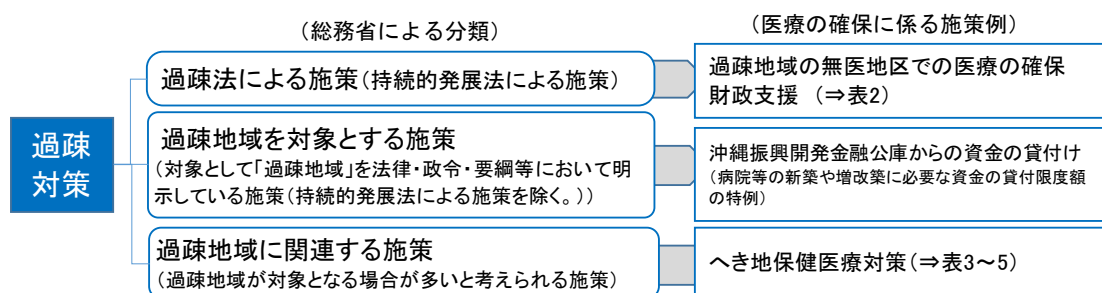 (総務省による分類)
(医療の確保に係る施策例)
過疎
対策
過疎法による施策(持続的発展法による施策)
過疎地域の無医地区での医療の確保
財政支援 (⇒表2)
過疎地域を対象とする施策
(対象として「過疎地域」を法律・政令・要綱等において明
示している施策(持続的発展法による施策を除く。))
沖縄振興開発金融公庫からの資金の貸付け
(病院等の新築や増改築に必要な資金の貸付限度額
の特例)
過疎地域に関連する施策
(過疎地域が対象となる場合が多いと考えられる施策)
へき地保健医療対策(⇒表3～5)